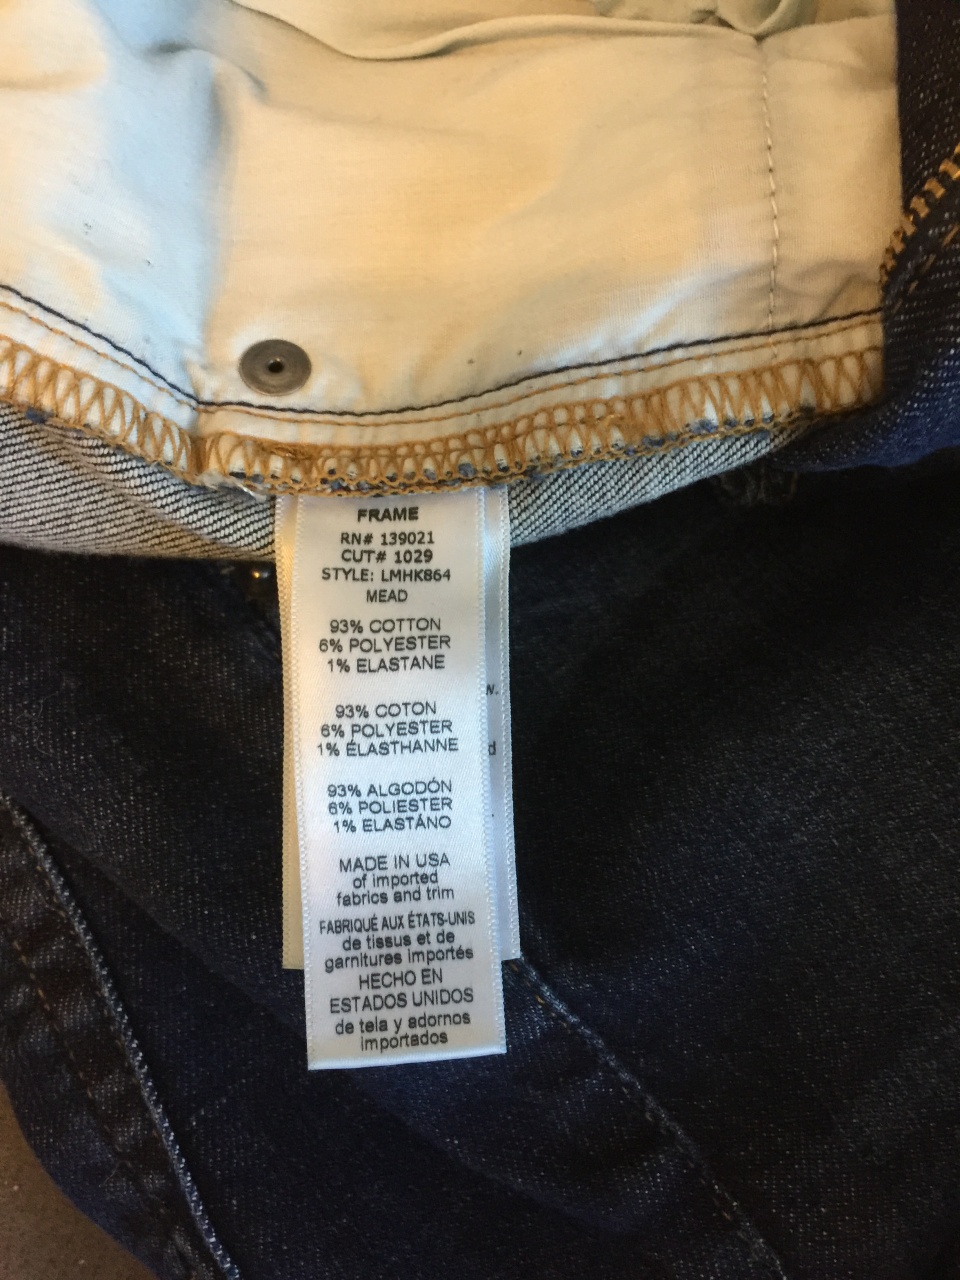 FRAME
RN# 139021
CUT# 1029
STYLE: LMHK864
MEAD
93% COTTON
6% POLYESTER
1% ELASTANE
93% COTON
6% POLYESTER
1% ÉLASTHANNE
93% ALGODÓN
6% POLIESTER
1% ELASTÁNO
MADE IN USA
of imported
fabrics and trim
FABRIQUÉ AUX ÉTATS-UNIS
de tissus et de
garnitures importés
HECHO EN
ESTADOS UNIDOS
de tela y adornos
importados